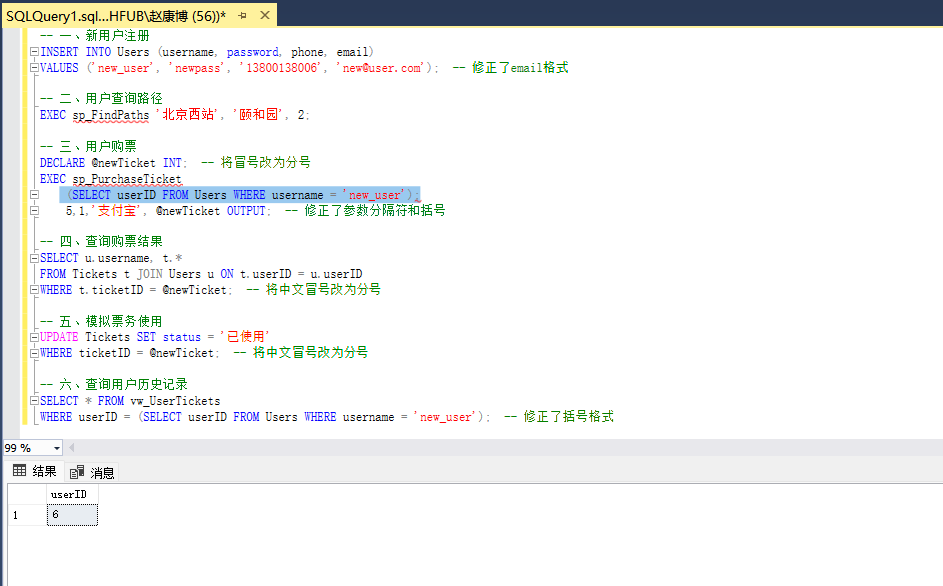 SQLQuery1.sql...HFUB\赵康博 (56))*
-- 一、新用户注册
INSERT INTO Users (username, password, phone, email)
VALUES ('new_user', 'newpass', '13800138006', 'new@user.com'); -- 修正了email格式
-- 二、用户查询路径
EXEC sp_FindPaths '北京西站', '颐和园', 2;
-- 三、用户购票
DECLARE @newTicket INT; -- 将冒号改为分号
EXEC sp_PurchaseTicket
(SELECT userID FROM Users WHERE username = 'new_user');
5,1,'支付宝', @newTicket OUTPUT; -- 修正了参数分隔符和括号
-- 四、查询购票结果
SELECT u.username, t.*
FROM Tickets t JOIN Users u ON t.userID = u.userID
WHERE t.ticketID = @newTicket; -- 将中文冒号改为分号
-- 五、模拟票务使用
UPDATE Tickets SET status = '已使用'
WHERE ticketID = @newTicket; -- 将中文冒号改为分号
-- 六、查询用户历史记录
SELECT * FROM vw_UserTickets
WHERE userID = (SELECT userID FROM Users WHERE username = 'new_user'); -- 修正了括号格式
99 %
结果 消息
userID
1 6